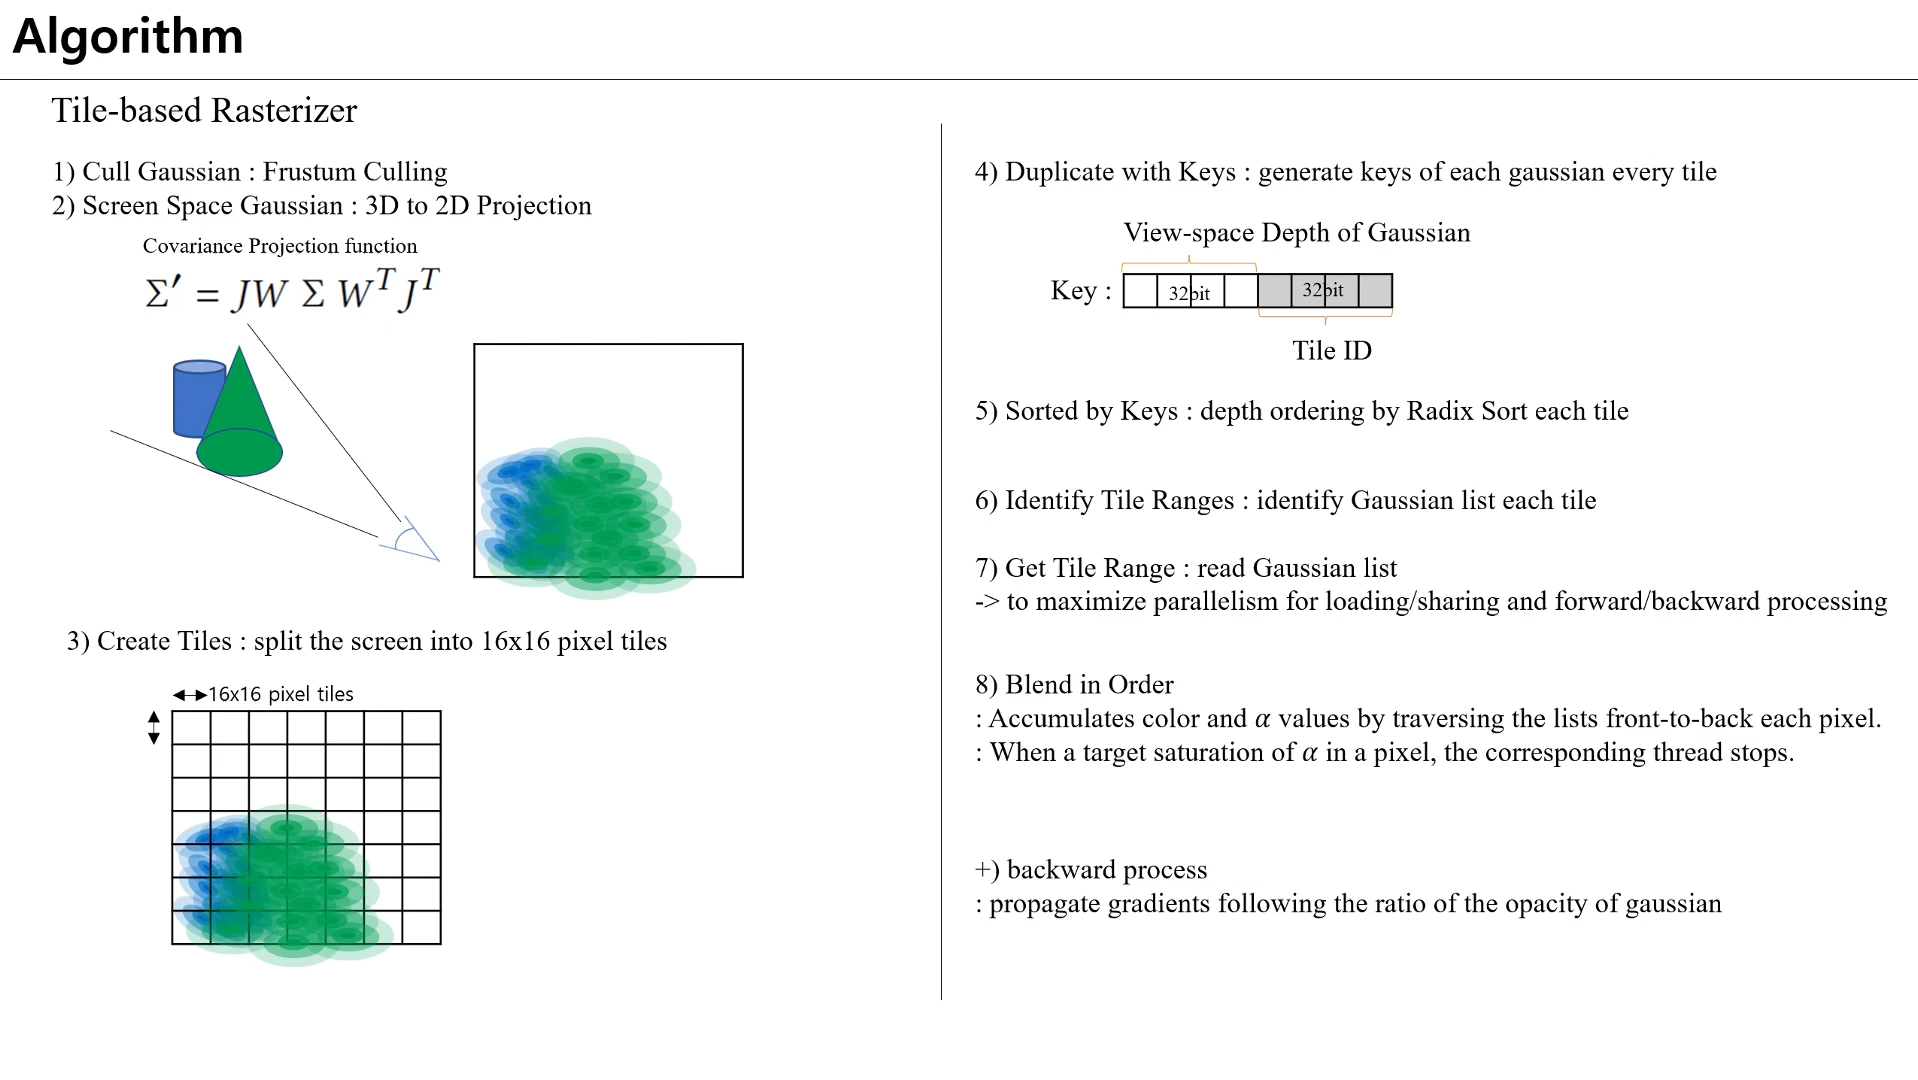 Algorithm
Tile-based Rasterizer
1) Cull Gaussian : Frustum Culling
2) Screen Space Gaussian : 3D to 2D Projection
Covariance Projection function
Σ′ = JW Σ W^T J^T
3) Create Tiles : split the screen into 16x16 pixel tiles
16x16 pixel tiles
4) Duplicate with Keys : generate keys of each gaussian every tile
View-space Depth of Gaussian
Key : 32bit 32bit
Tile ID
5) Sorted by Keys : depth ordering by Radix Sort each tile
6) Identify Tile Ranges : identify Gaussian list each tile
7) Get Tile Range : read Gaussian list
-> to maximize parallelism for loading/sharing and forward/backward processing
8) Blend in Order
: Accumulates color and α values by traversing the lists front-to-back each pixel.
: When a target saturation of α in a pixel, the corresponding thread stops.
+) backward process
: propagate gradients following the ratio of the opacity of gaussian